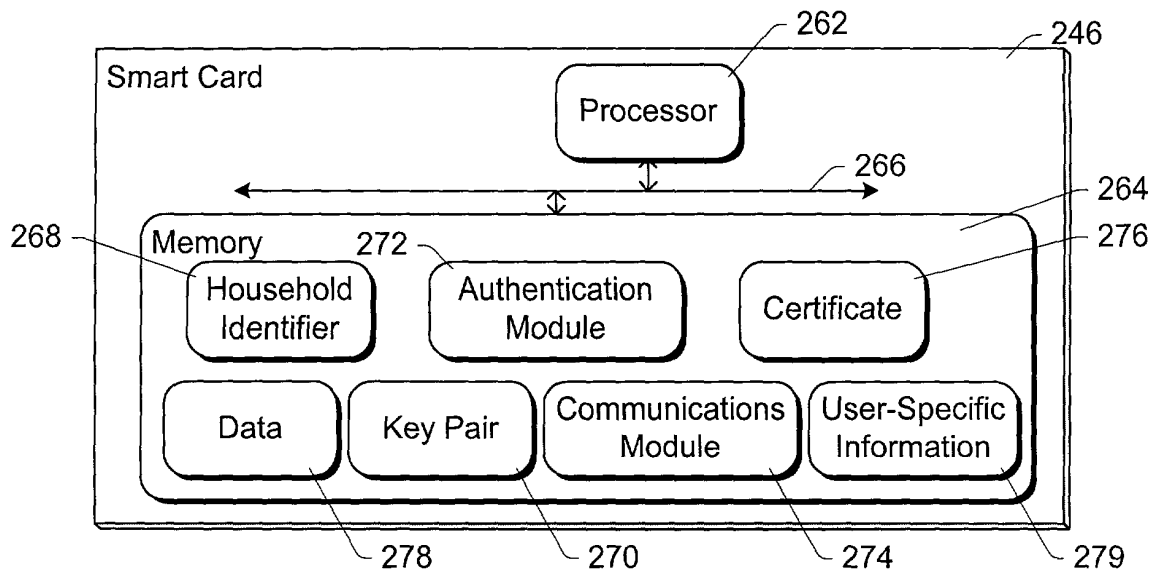 262
246
Smart Card
Processor
266
264
268
Memory
272
276
Household
Identifier
Authentication
Module
Certificate
Data
Key Pair
Communications
Module
User-Specific
Information
278
270
274
279